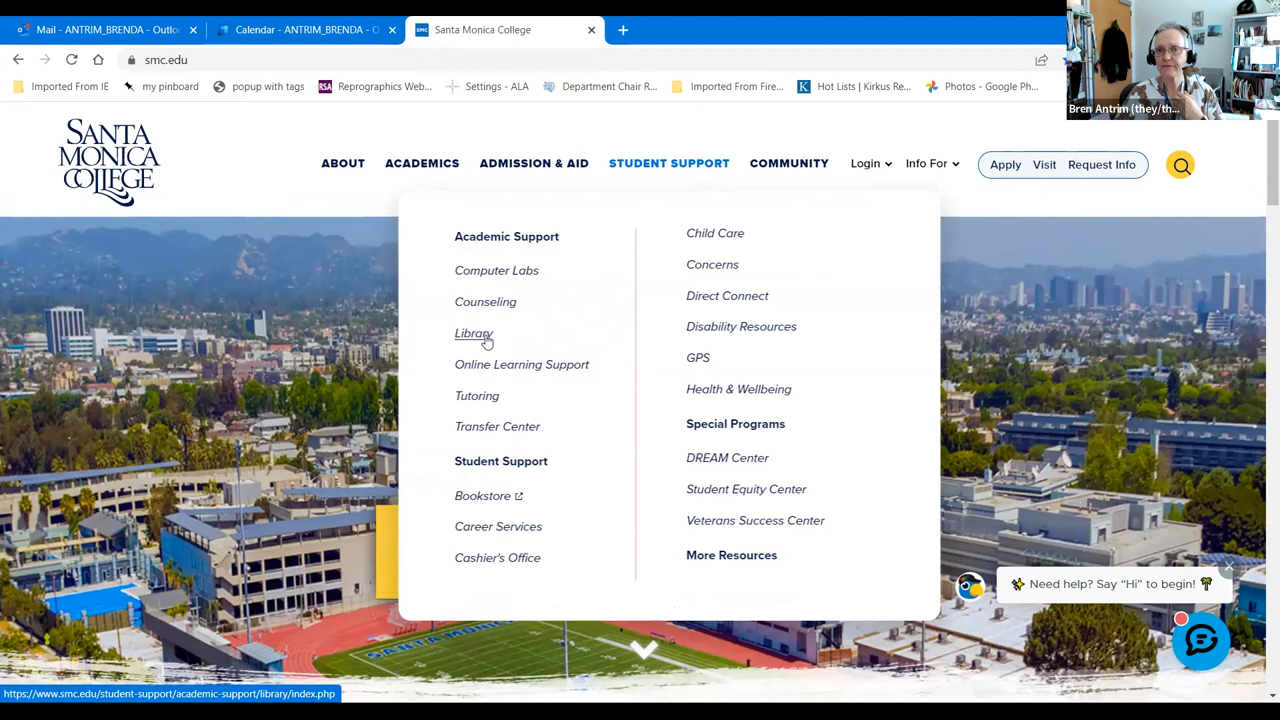 Mail - ANTRIM_BRENDA - Outlo
Calendar - ANTRIM_BRENDA - O
SMC Santa Monica College
smc.edu
Imported From IE
my pinboard
popup with tags
RSA Reprographics Web...
Settings - ALA
Department Chair R...
Imported From Fire...
K Hot Lists | Kirkus Re...
Photos - Google Ph...
Bren Antrim (they/th...
SANTA
MONICA
COLLEGE
ABOUT
ACADEMICS
ADMISSION & AID
STUDENT SUPPORT
COMMUNITY
Login
Info For
Apply
Visit
Request Info
Academic Support
Computer Labs
Counseling
Library
Online Learning Support
Tutoring
Transfer Center
Student Support
Bookstore
Career Services
Cashier's Office
Child Care
Concerns
Direct Connect
Disability Resources
GPS
Health & Wellbeing
Special Programs
DREAM Center
Student Equity Center
Veterans Success Center
More Resources
Need help? Say "Hi" to begin!
https://www.smc.edu/student-support/academic-support/library/index.php